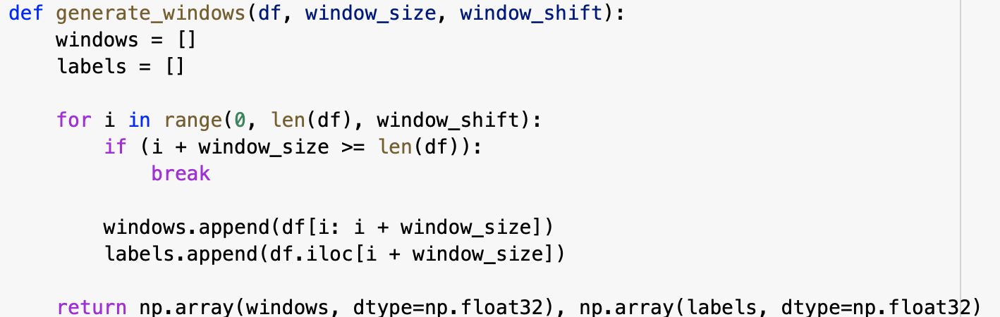 def generate_windows(df, window_size, window_shift):
    windows = []
    labels = []

    for i in range(0, len(df), window_shift):
        if (i + window_size >= len(df)):
            break

        windows.append(df[i: i + window_size])
        labels.append(df.iloc[i + window_size])

    return np.array(windows, dtype=np.float32), np.array(labels, dtype=np.float32)